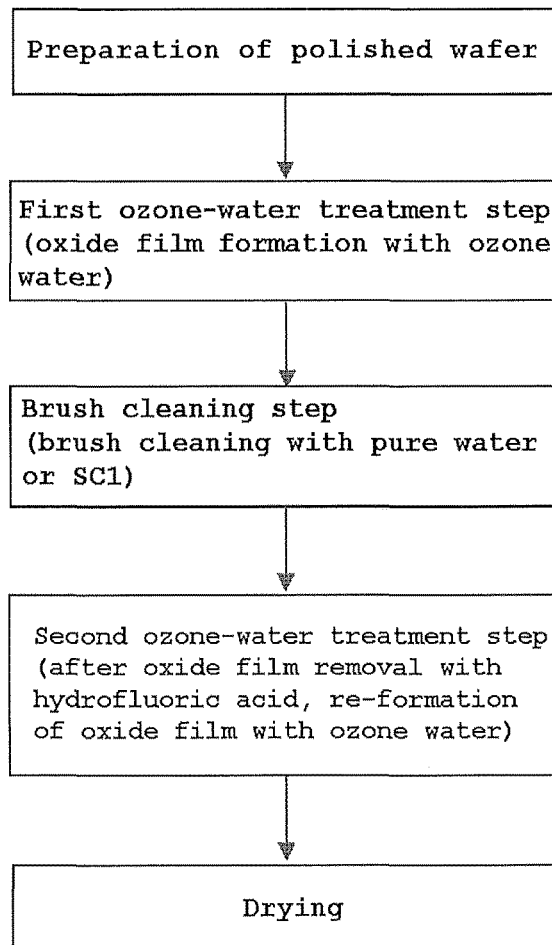 Preparation of polished wafer
First ozone-water treatment step
(oxide film formation with ozone
water)
Brush cleaning step
(brush cleaning with pure water
or SC1)
Second ozone-water treatment step
(after oxide film removal with
hydrofluoric acid, re-formation
of oxide film with ozone water)
Drying